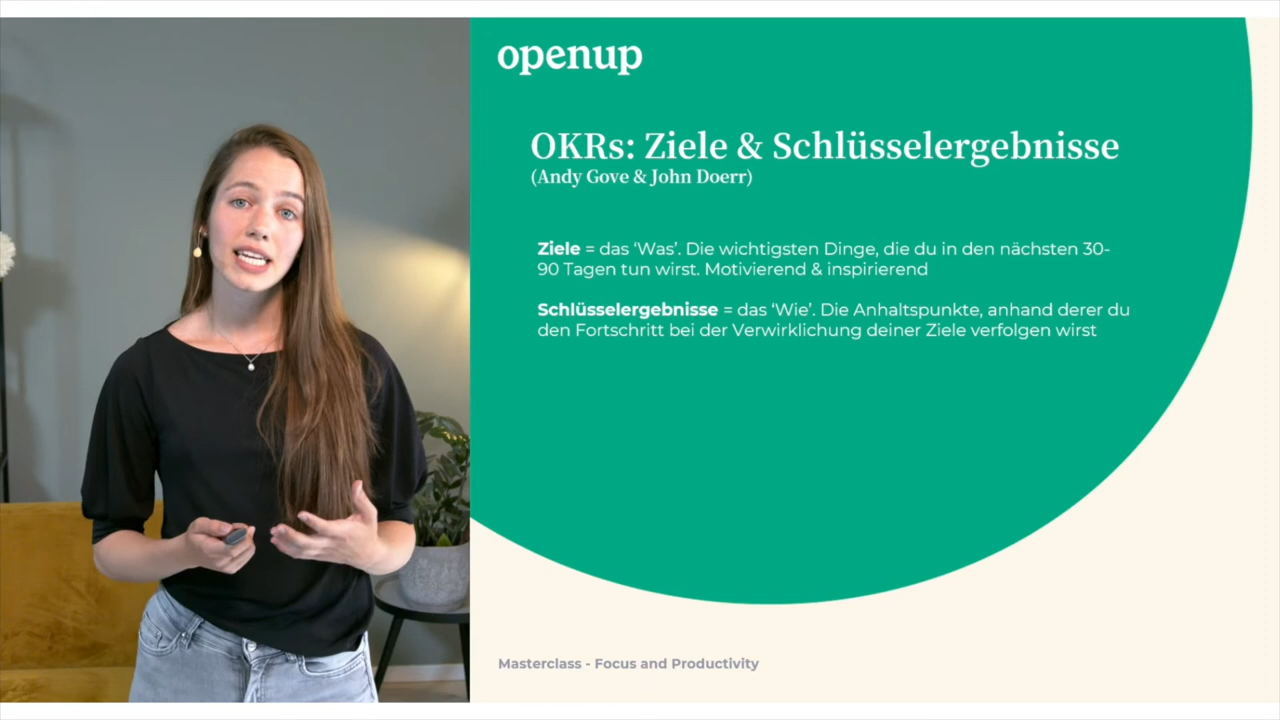 openup
OKRs: Ziele & Schlüsselergebnisse
(Andy Gove & John Doerr)
Ziele = das ‘Was’. Die wichtigsten Dinge, die du in den nächsten 30-
90 Tagen tun wirst. Motivierend & inspirierend
Schlüsselergebnisse = das ‘Wie’. Die Anhaltspunkte, anhand derer du
den Fortschritt bei der Verwirklichung deiner Ziele verfolgen wirst
Masterclass - Focus and Productivity